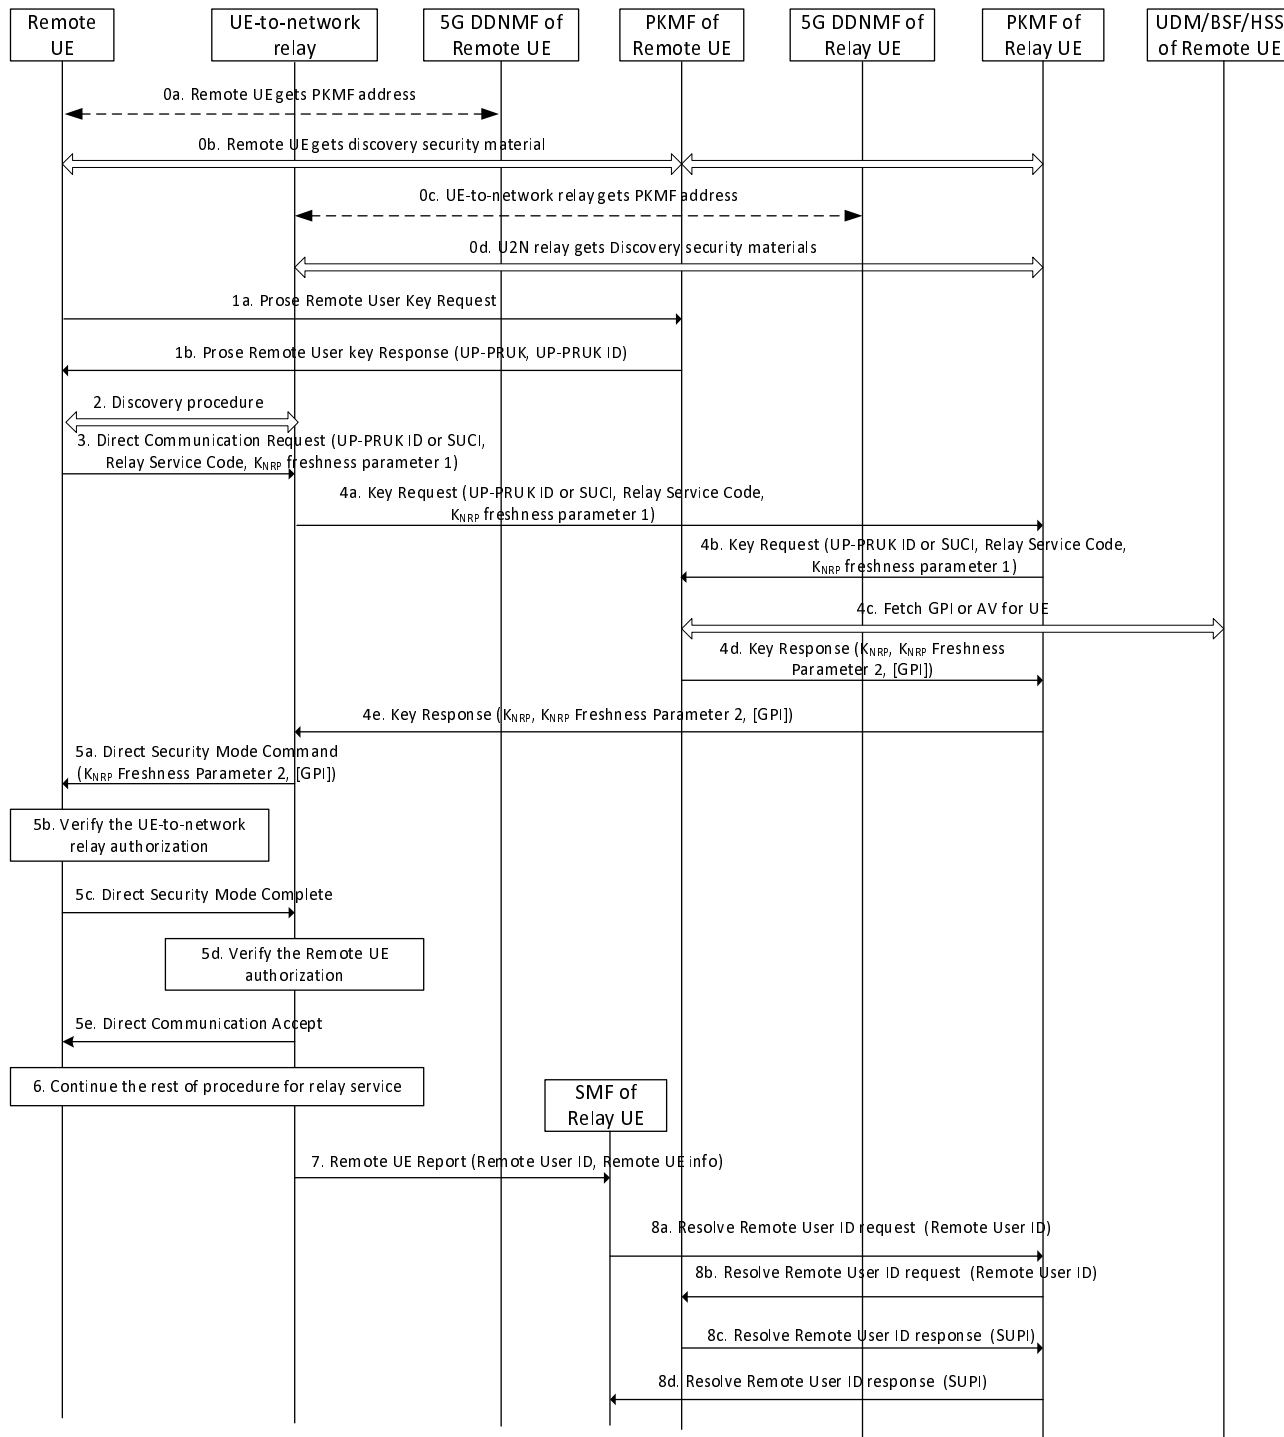 Remote
UE
UE-to-network
relay
5G DDNMF of
Remote UE
PKMF of
Remote UE
5G DDNMF of
Relay UE
PKMF of
Relay UE
UDM/BSF/HSS
of Remote UE
0a. Remote UE gets PKMF address
0b. Remote UE gets discovery security material
0c. UE-to-network relay gets PKMF address
0d. U2N relay gets Discovery security materials
1a. Prose Remote User Key Request
1b. Prose Remote User key Response (UP-PRUK, UP-PRUK ID)
2. Discovery procedure
3. Direct Communication Request (UP-PRUK ID or SUCI,
Relay Service Code, KNRP freshness parameter 1)
4a. Key Request (UP-PRUK ID or SUCI, Relay Service Code,
KNRP freshness parameter 1)
4b. Key Request (UP-PRUK ID or SUCI, Relay Service Code,
KNRP freshness parameter 1)
4c. Fetch GPI or AV for UE
4d. Key Response (KNRP, KNRP Freshness
Parameter 2, [GPI])
4e. Key Response (KNRP, KNRP Freshness Parameter 2, [GPI])
5a. Direct Security Mode Command
(KNRP Freshness Parameter 2, [GPI])
5b. Verify the UE-to-network
relay authorization
5c. Direct Security Mode Complete
5d. Verify the Remote UE
authorization
5e. Direct Communication Accept
6. Continue the rest of procedure for relay service
SMF of
Relay UE
7. Remote UE Report (Remote User ID, Remote UE info)
8a. Resolve Remote User ID request (Remote User ID)
8b. Resolve Remote User ID request (Remote User ID)
8c. Resolve Remote User ID response (SUPI)
8d. Resolve Remote User ID response (SUPI)